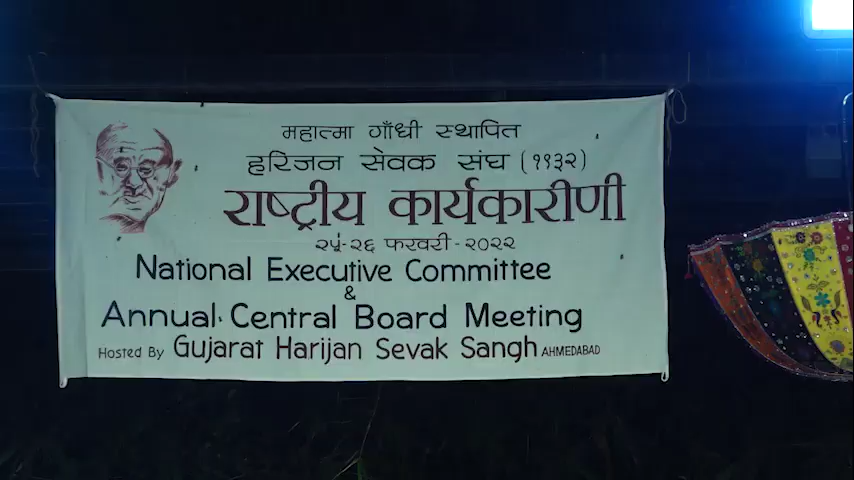 महात्मा गाँधी स्थापित
हरिजन सेवक संघ (१९३२)
राष्ट्रीय कार्यकारीणी
२५-२६ फरवरी - २०२२
National Executive Committee
&
Annual Central Board Meeting
Hosted By Gujarat Harijan Sevak Sangh AHMEDABAD